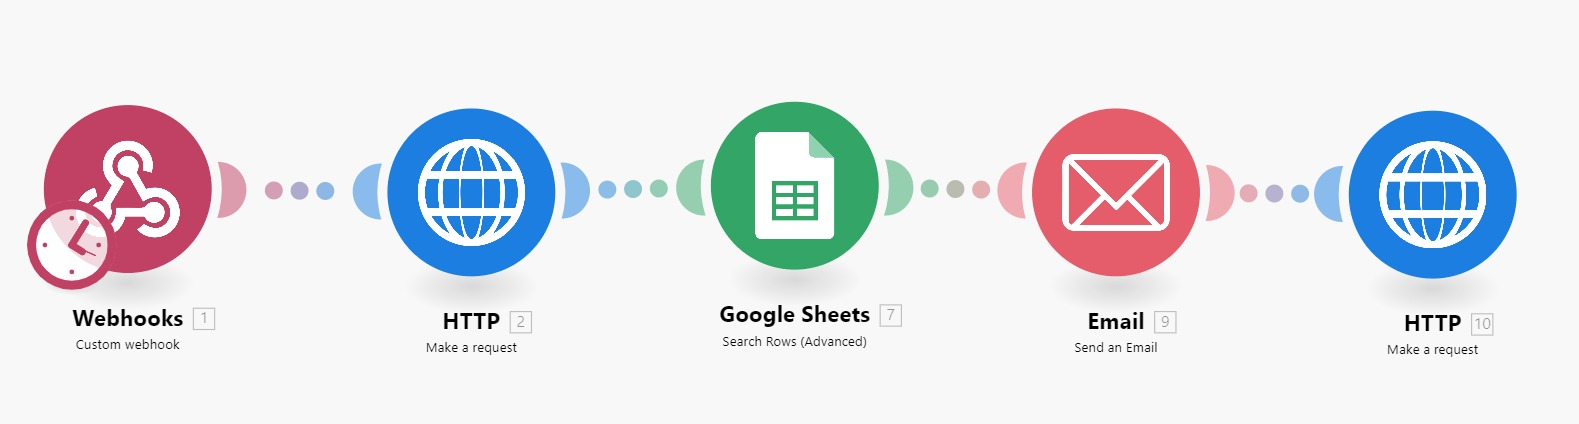 Webhooks 1
Custom webhook
HTTP 2
Make a request
Google Sheets 7
Search Rows (Advanced)
Email 9
Send an Email
HTTP 10
Make a request